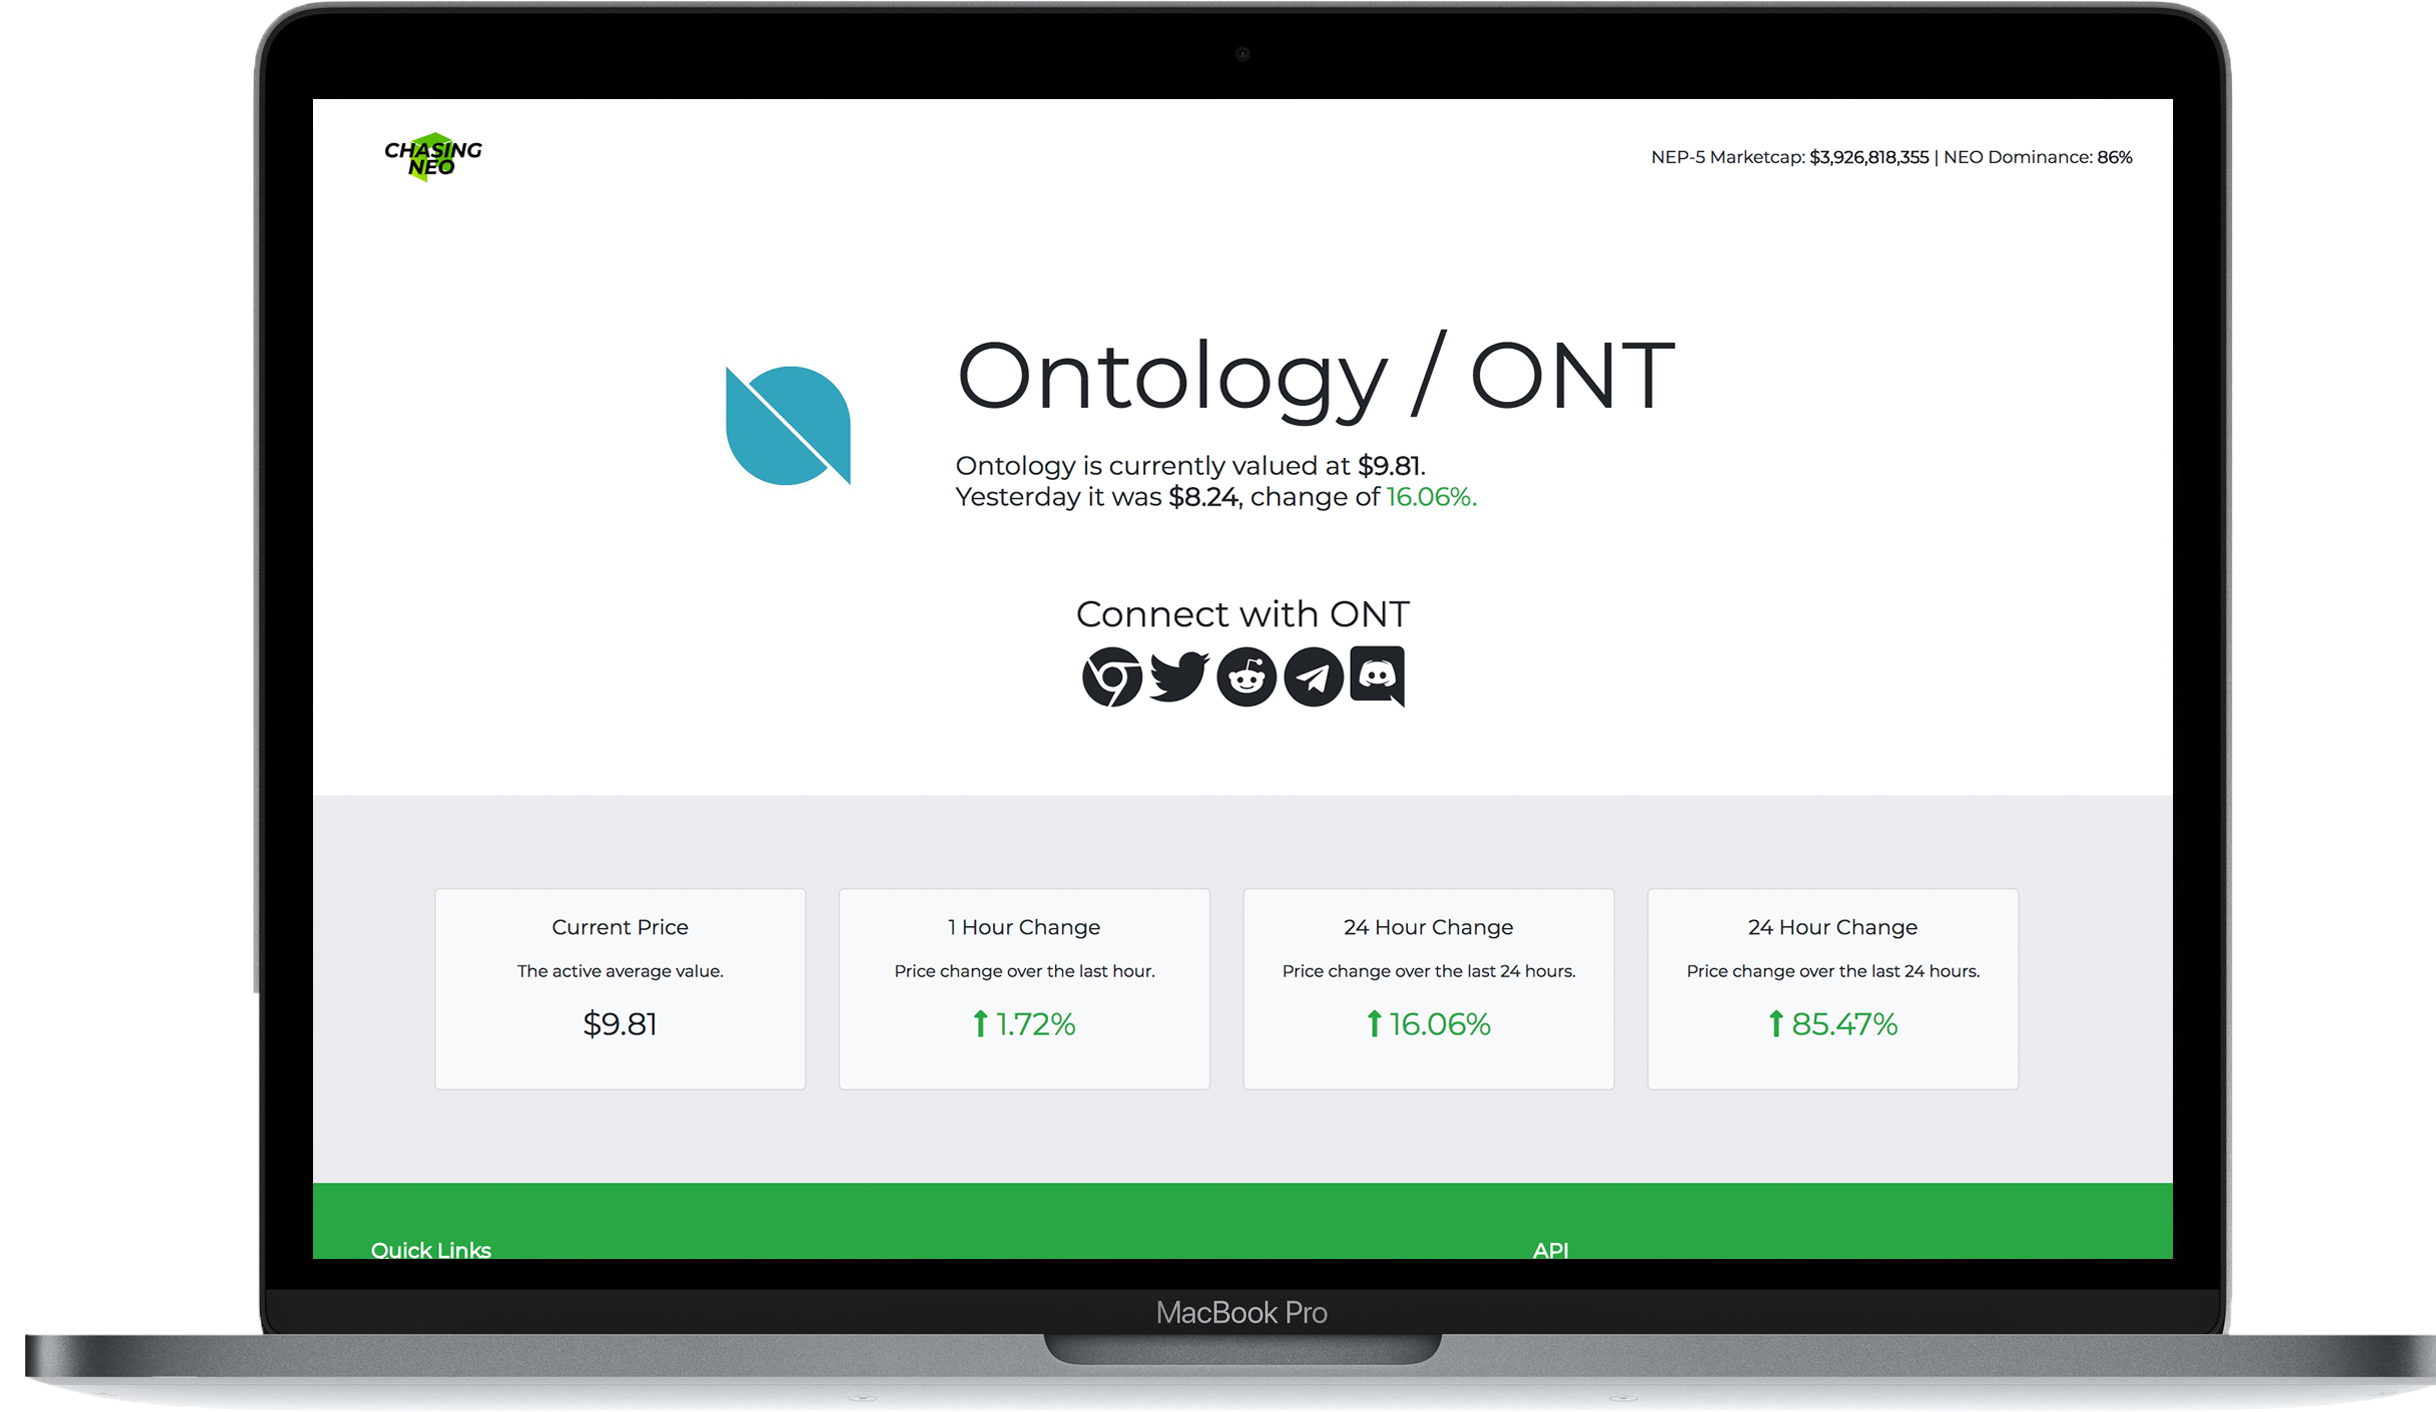 CHASING
NEO
NEP-5 Marketcap: $3,926,818,355 | NEO Dominance: 86%
Ontology / ONT
Ontology is currently valued at $9.81.
Yesterday it was $8.24, change of 16.06%.
Connect with ONT
Current Price
The active average value.
$9.81
1 Hour Change
Price change over the last hour.
1.72%
24 Hour Change
Price change over the last 24 hours.
16.06%
24 Hour Change
Price change over the last 24 hours.
85.47%
Quick Links
API
MacBook Pro